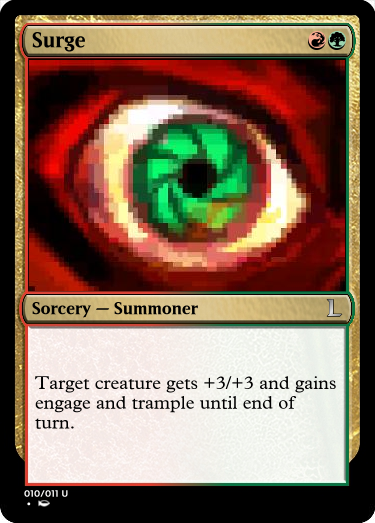 Surge
Sorcery — Summoner
L
Target creature gets +3/+3 and gains
engage and trample until end of
turn.
010/011 U